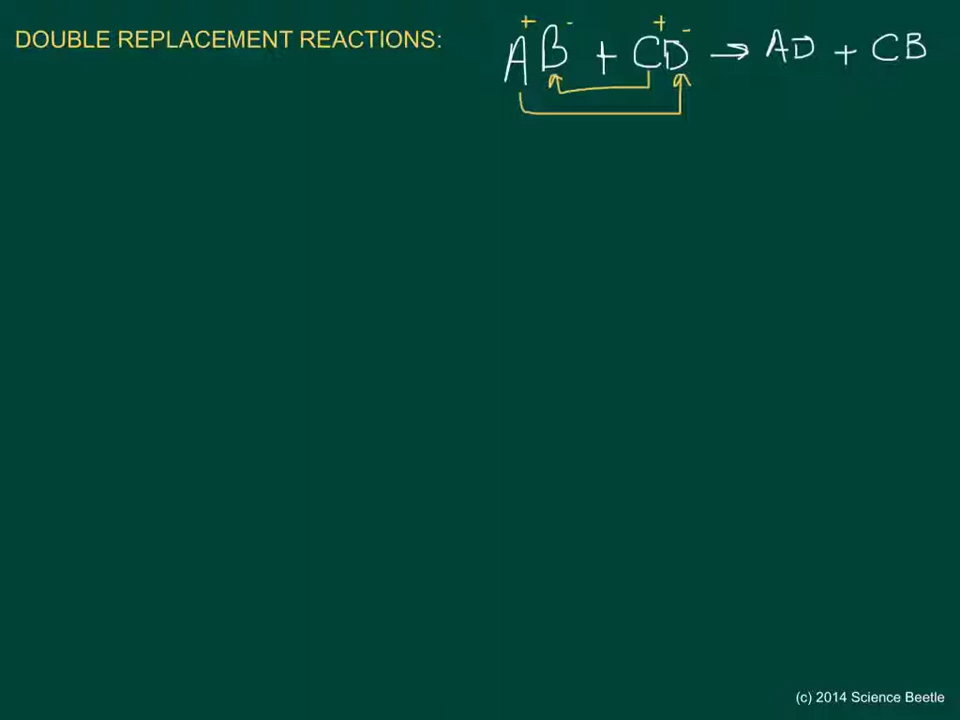 DOUBLE REPLACEMENT REACTIONS:
+ - + -
AB + CD → AD + CB
(c) 2014 Science Beetle